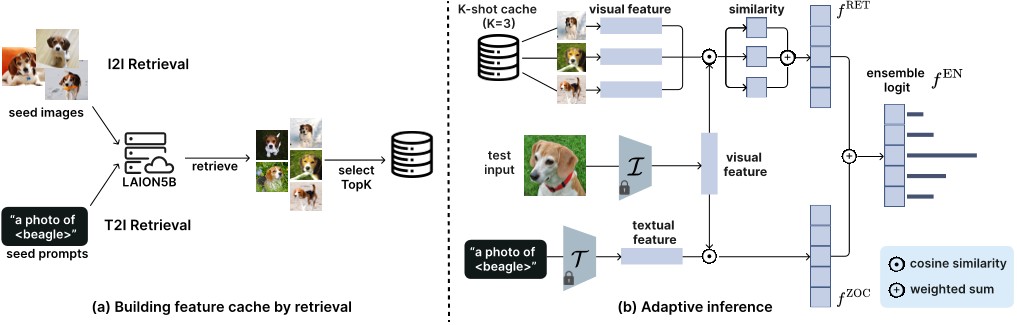 I2I Retrieval
seed images
LAION5B
retrieve
select
TopK
T2I Retrieval
"a photo of
<beagle>"
seed prompts
(a) Building feature cache by retrieval
K-shot cache
(K=3)
visual feature
similarity
f^RET
ensemble
logit
f^EN
test
input
I
visual
feature
"a photo of
<beagle>"
T
textual
feature
f^ZOC
cosine similarity
weighted sum
(b) Adaptive inference